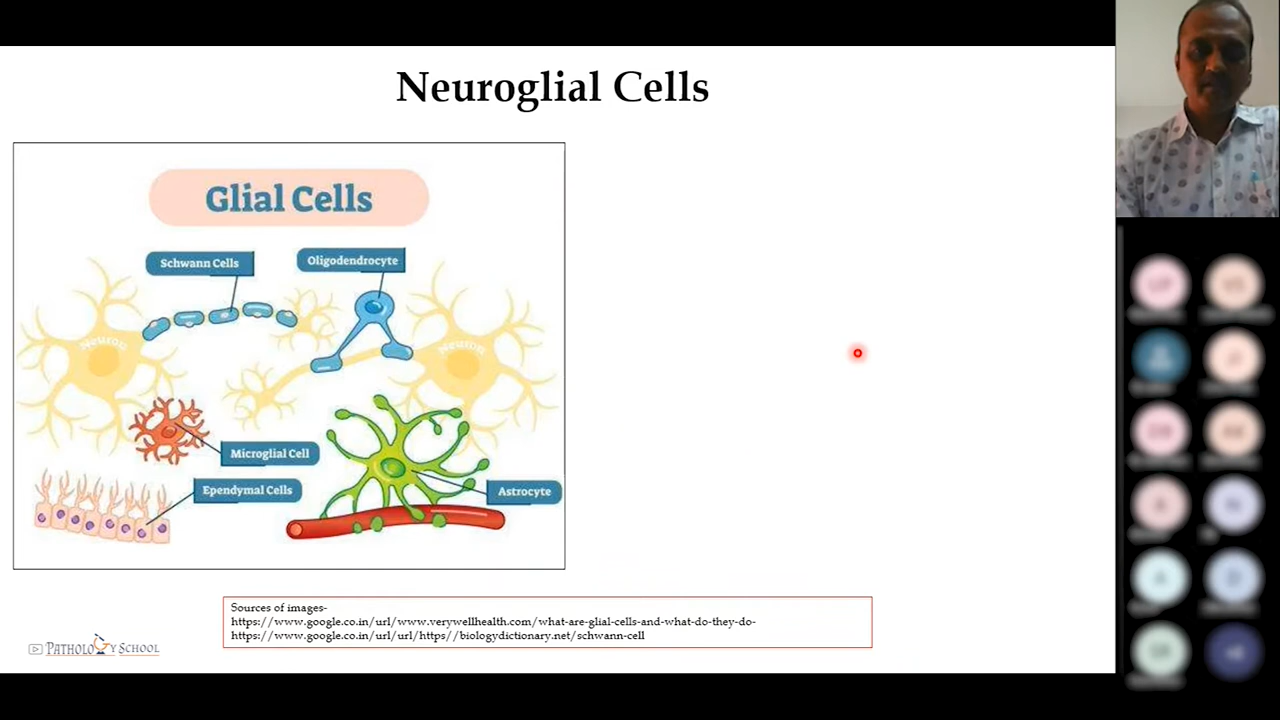 Neuroglial Cells
Glial Cells
Schwann Cells
Oligodendrocyte
Neuron
Neuron
Microglial Cell
Ependymal Cells
Astrocyte
Sources of images-
https://www.google.co.in/url/www.verywellhealth.com/what-are-glial-cells-and-what-do-they-do-
https://www.google.co.in/url/url/https//biologydictionary.net/schwann-cell
PATHOLOGY SCHOOL